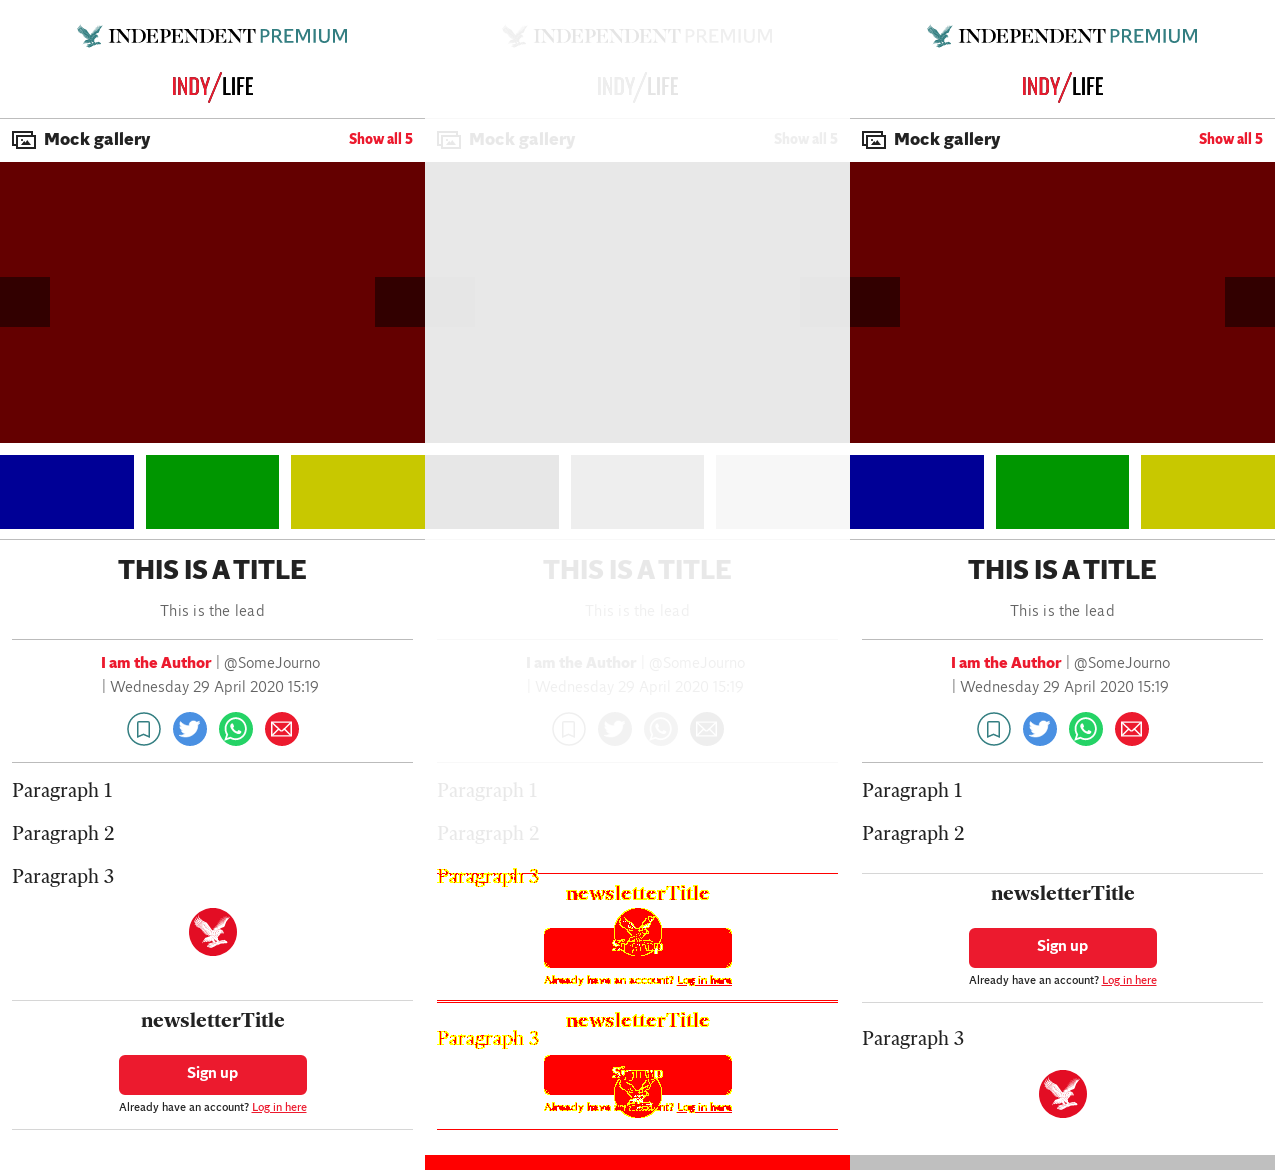 INDEPENDENT PREMIUM
INDY/LIFE
Mock gallery Show all 5
THIS IS A TITLE
This is the lead
I am the Author | @SomeJourno
| Wednesday 29 April 2020 15:19
Paragraph 1
Paragraph 2
Paragraph 3
newsletterTitle
Sign up
Already have an account? Log in here
INDEPENDENT PREMIUM
INDY/LIFE
Mock gallery Show all 5
THIS IS A TITLE
This is the lead
I am the Author | @SomeJourno
| Wednesday 29 April 2020 15:19
Paragraph 1
Paragraph 2
Paragraph 3
newsletterTitle
Sign up
Already have an account? Log in here
newsletterTitle
Paragraph 3
Sign up
Already have an account? Log in here
INDEPENDENT PREMIUM
INDY/LIFE
Mock gallery Show all 5
THIS IS A TITLE
This is the lead
I am the Author | @SomeJourno
| Wednesday 29 April 2020 15:19
Paragraph 1
Paragraph 2
newsletterTitle
Sign up
Already have an account? Log in here
Paragraph 3